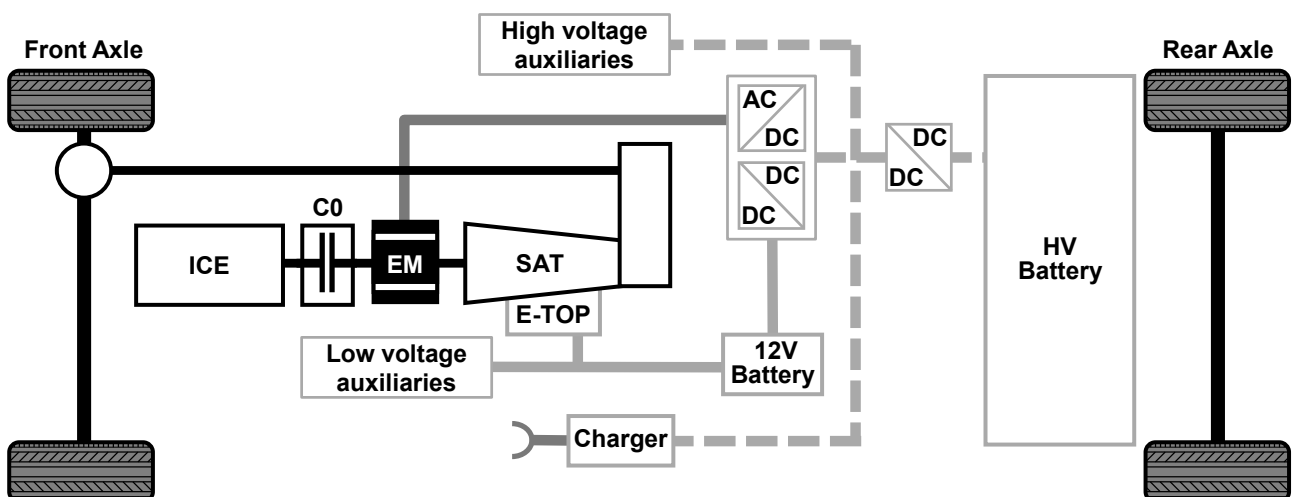 High voltage
auxiliaries
Front Axle
Rear Axle
AC
DC
DC
DC
DC
DC
C0
ICE
EM
SAT
HV
Battery
E-TOP
Low voltage
auxiliaries
12V
Battery
Charger